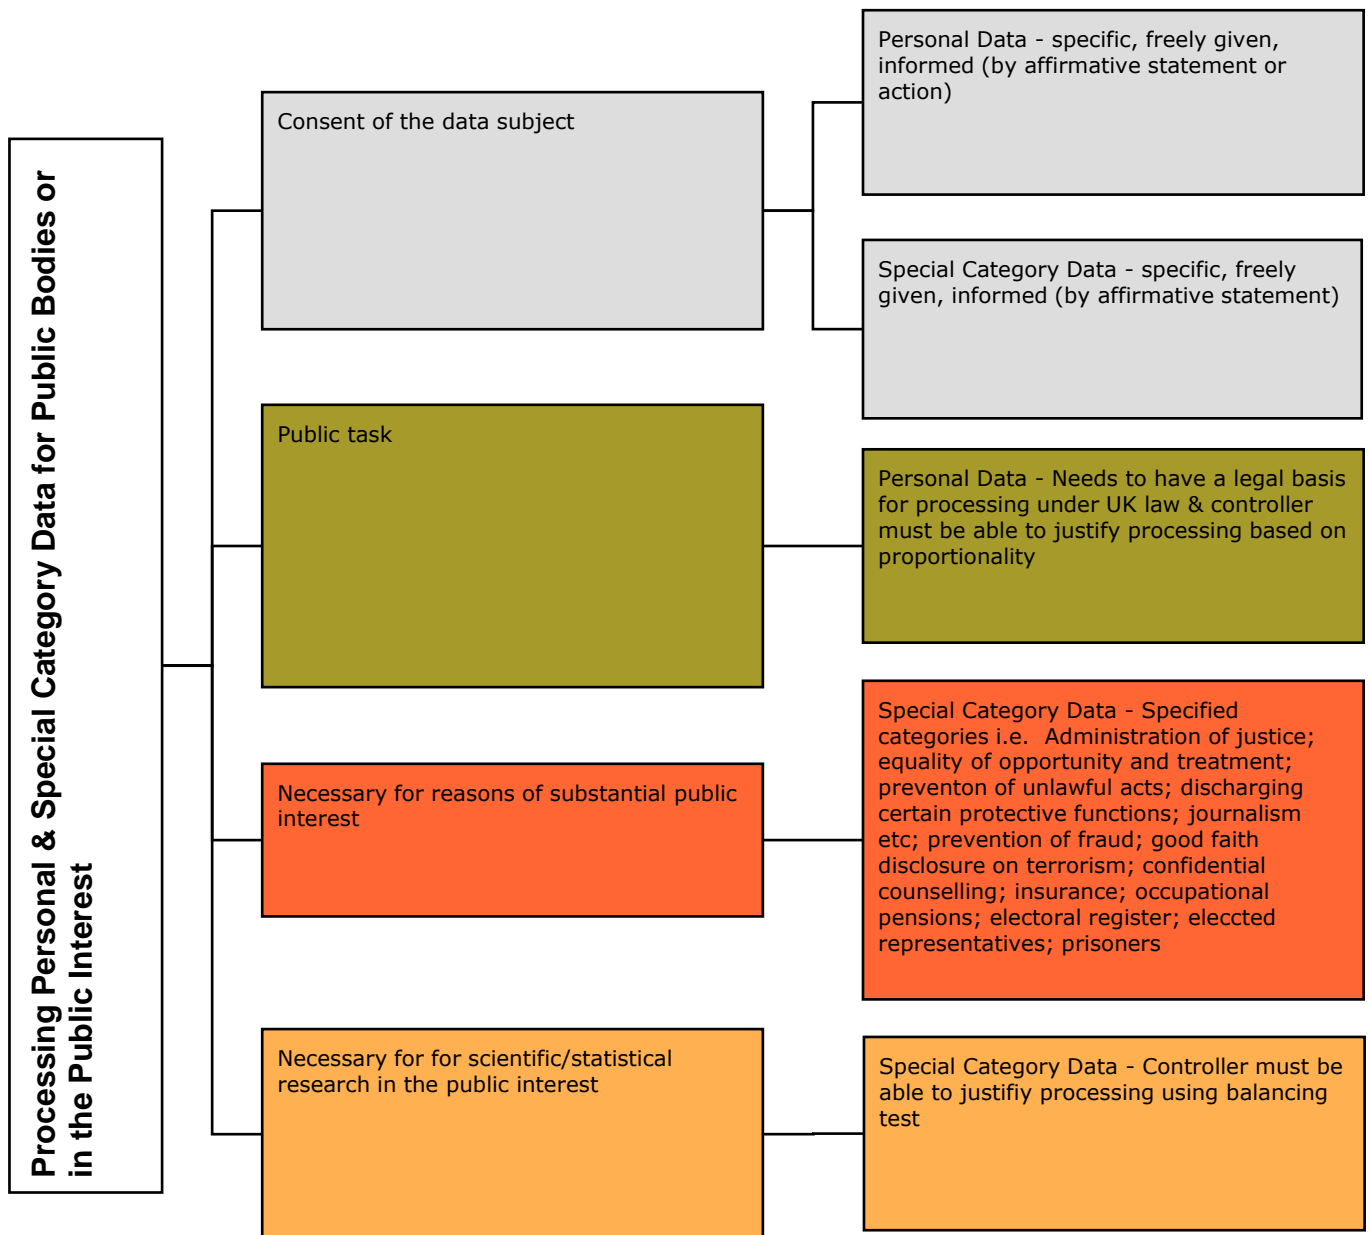 Processing Personal & Special Category Data for Public Bodies or
in the Public Interest
Consent of the data subject
Personal Data - specific, freely given,
informed (by affirmative statement or
action)
Special Category Data - specific, freely
given, informed (by affirmative statement)
Public task
Personal Data - Needs to have a legal basis
for processing under UK law & controller
must be able to justify processing based on
proportionality
Necessary for reasons of substantial public
interest
Special Category Data - Specified
categories i.e.  Administration of justice;
equality of opportunity and treatment;
preventon of unlawful acts; discharging
certain protective functions; journalism
etc; prevention of fraud; good faith
disclosure on terrorism; confidential
counselling; insurance; occupational
pensions; electoral register; eleccted
representatives; prisoners
Necessary for for scientific/statistical
research in the public interest
Special Category Data - Controller must be
able to justifiy processing using balancing
test